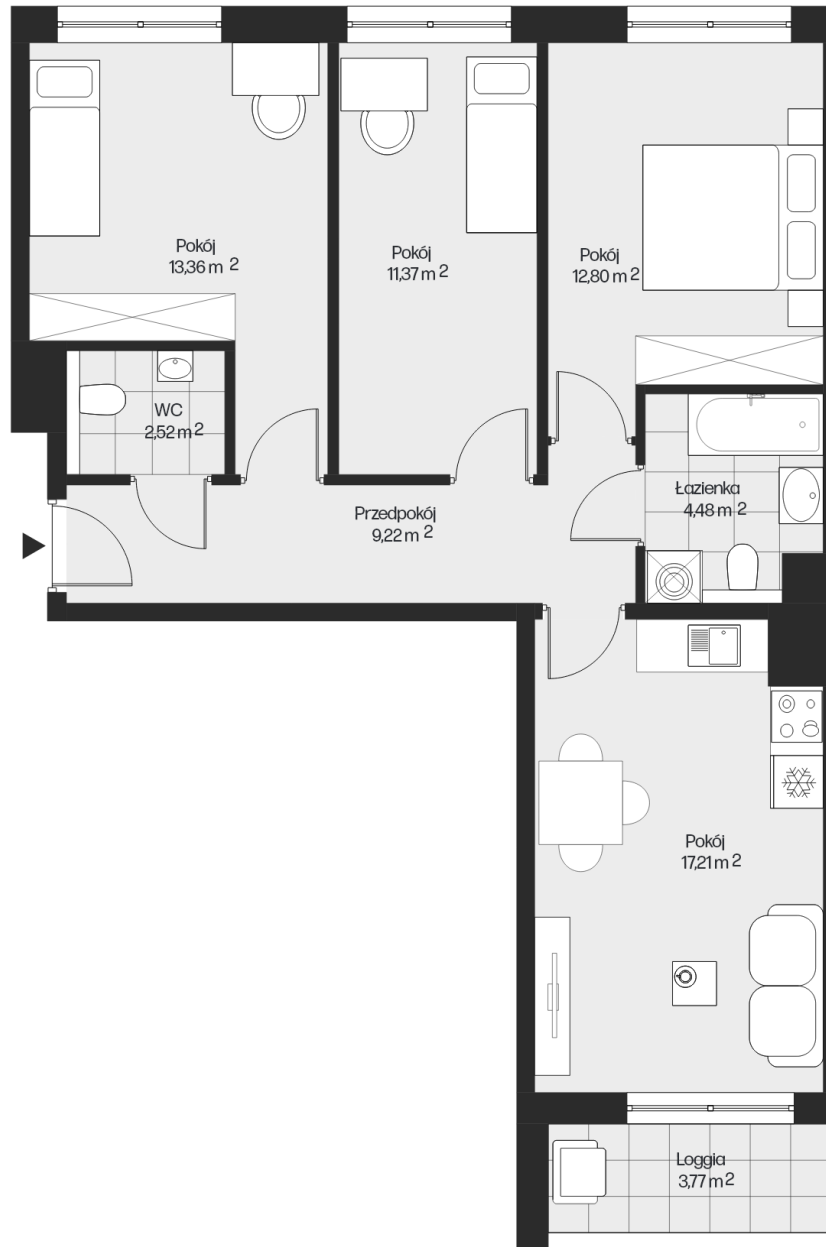 Pokój
13,36 m 2
Pokój
11,37 m 2
Pokój
12,80 m 2
WC
2,52 m 2
Łazienka
4,48 m 2
Przedpokój
9,22 m 2
Pokój
17,21 m 2
Loggia
3,77 m 2